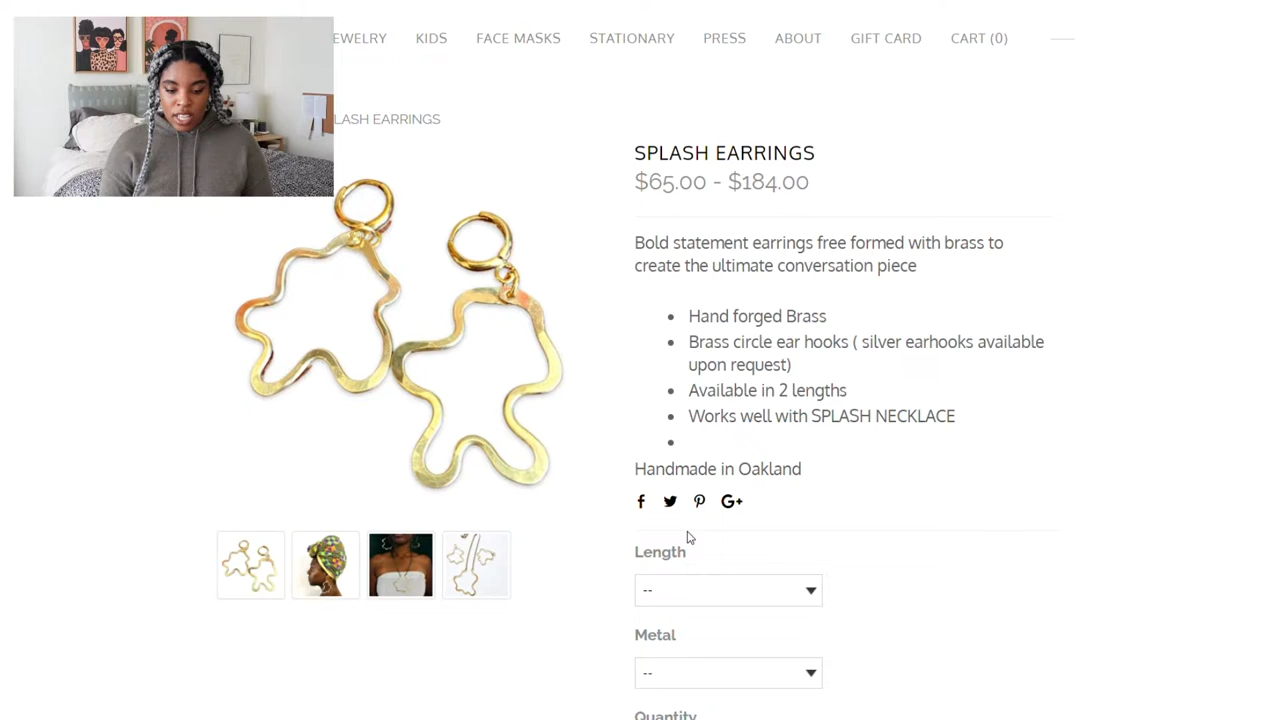 EWELRY KIDS FACE MASKS STATIONARY PRESS ABOUT GIFT CARD CART (0)
LASH EARRINGS
SPLASH EARRINGS
$65.00 - $184.00
Bold statement earrings free formed with brass to
create the ultimate conversation piece
Hand forged Brass
Brass circle ear hooks ( silver earhooks available
upon request)
Available in 2 lengths
Works well with SPLASH NECKLACE
Handmade in Oakland
Length
--
Metal
--
Quantity